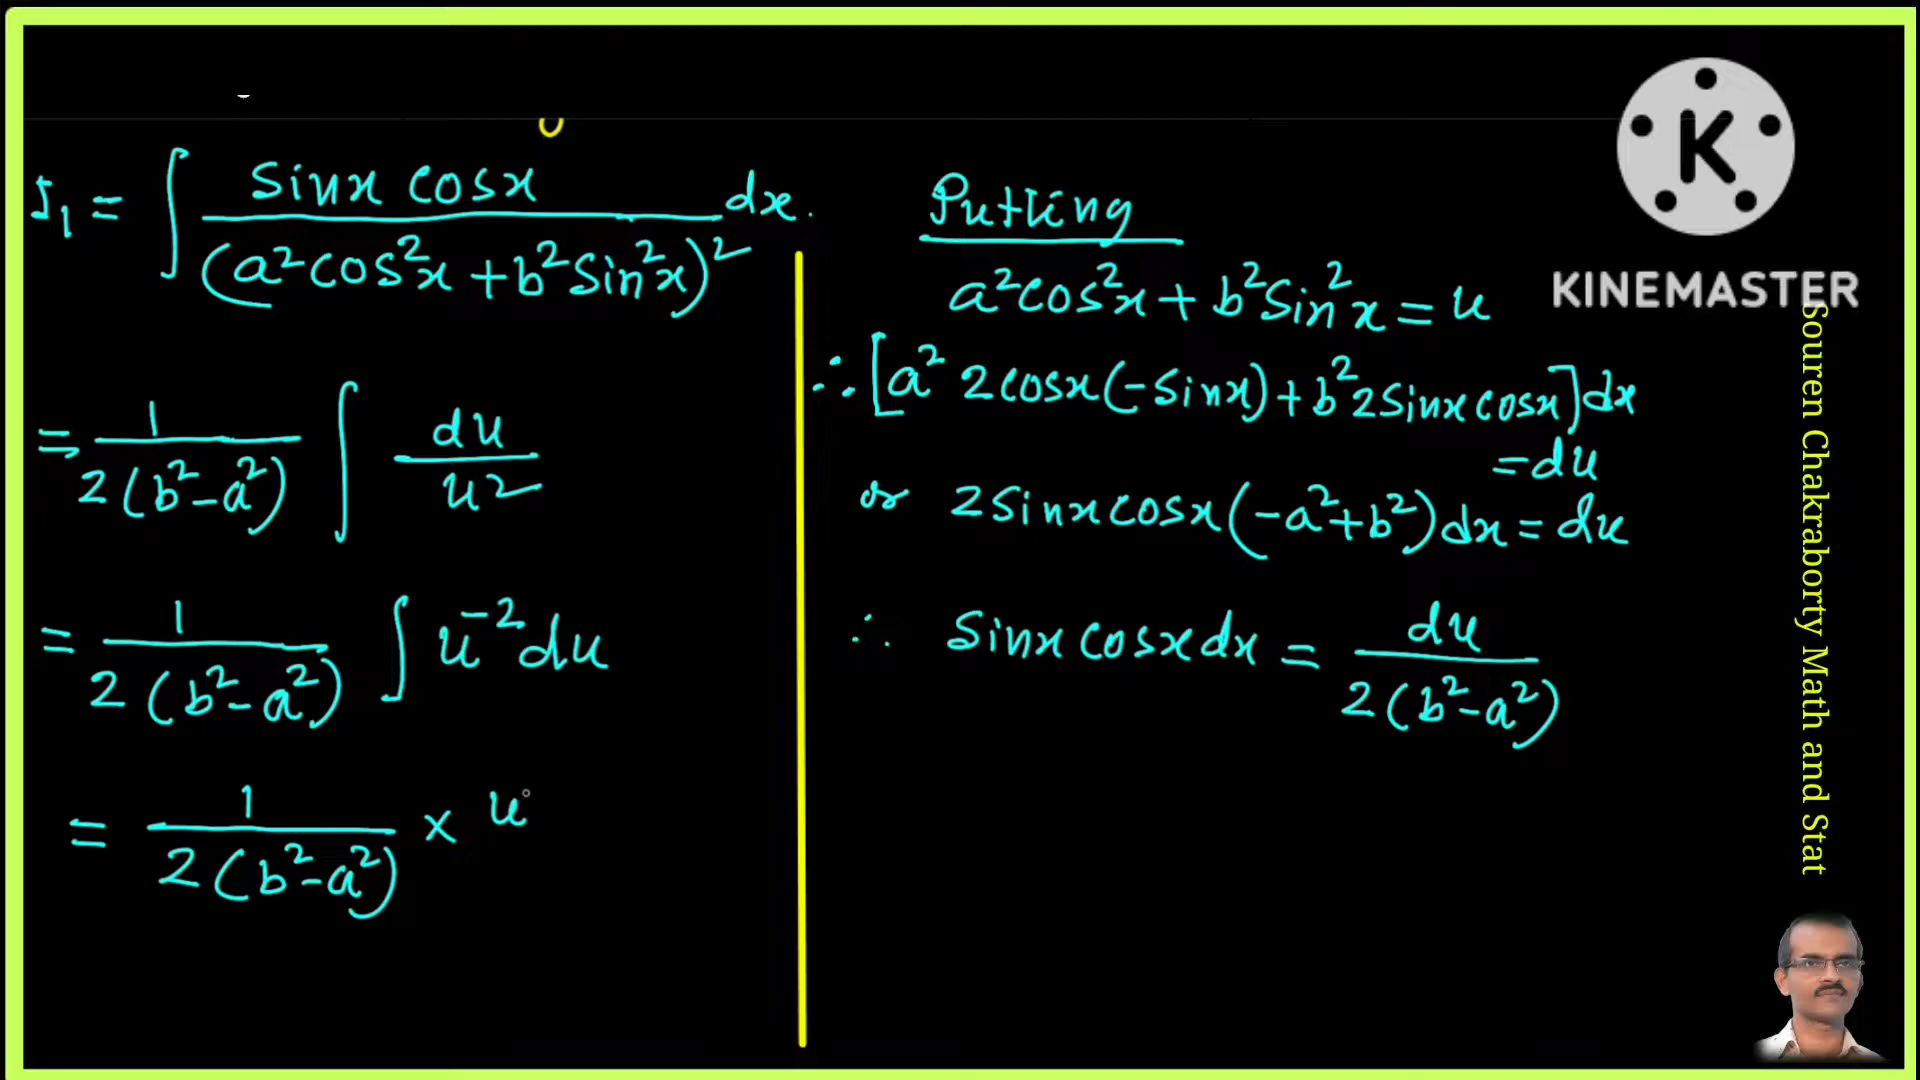 I₁ = ∫ sinx cosx / (a²cos²x + b²sin²x)² dx.
= 1 / 2(b²-a²) ∫ du / u²
= 1 / 2(b²-a²) ∫ u⁻² du
= 1 / 2(b²-a²) × u
Putting
a²cos²x + b²sin²x = u
∴ [a² 2cosx(-sinx) + b² 2sinx cosx] dx
= du
or 2sinx cosx (-a²+b²) dx = du
∴ sinx cosx dx = du / 2(b²-a²)
K
KINEMASTER
Souren Chakraborty Math and Stat